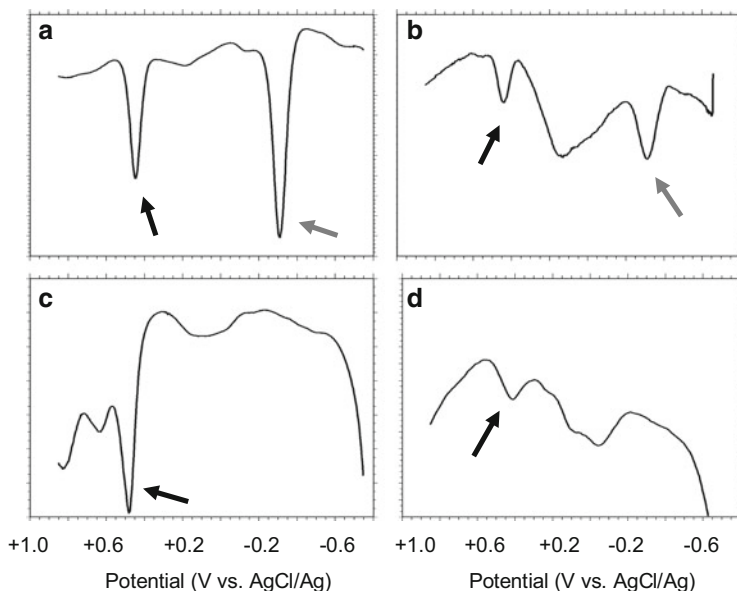 a
b
c
d
+1.0 +0.6 +0.2 -0.2 -0.6
+1.0 +0.6 +0.2 -0.2 -0.6
Potential (V vs. AgCl/Ag)
Potential (V vs. AgCl/Ag)